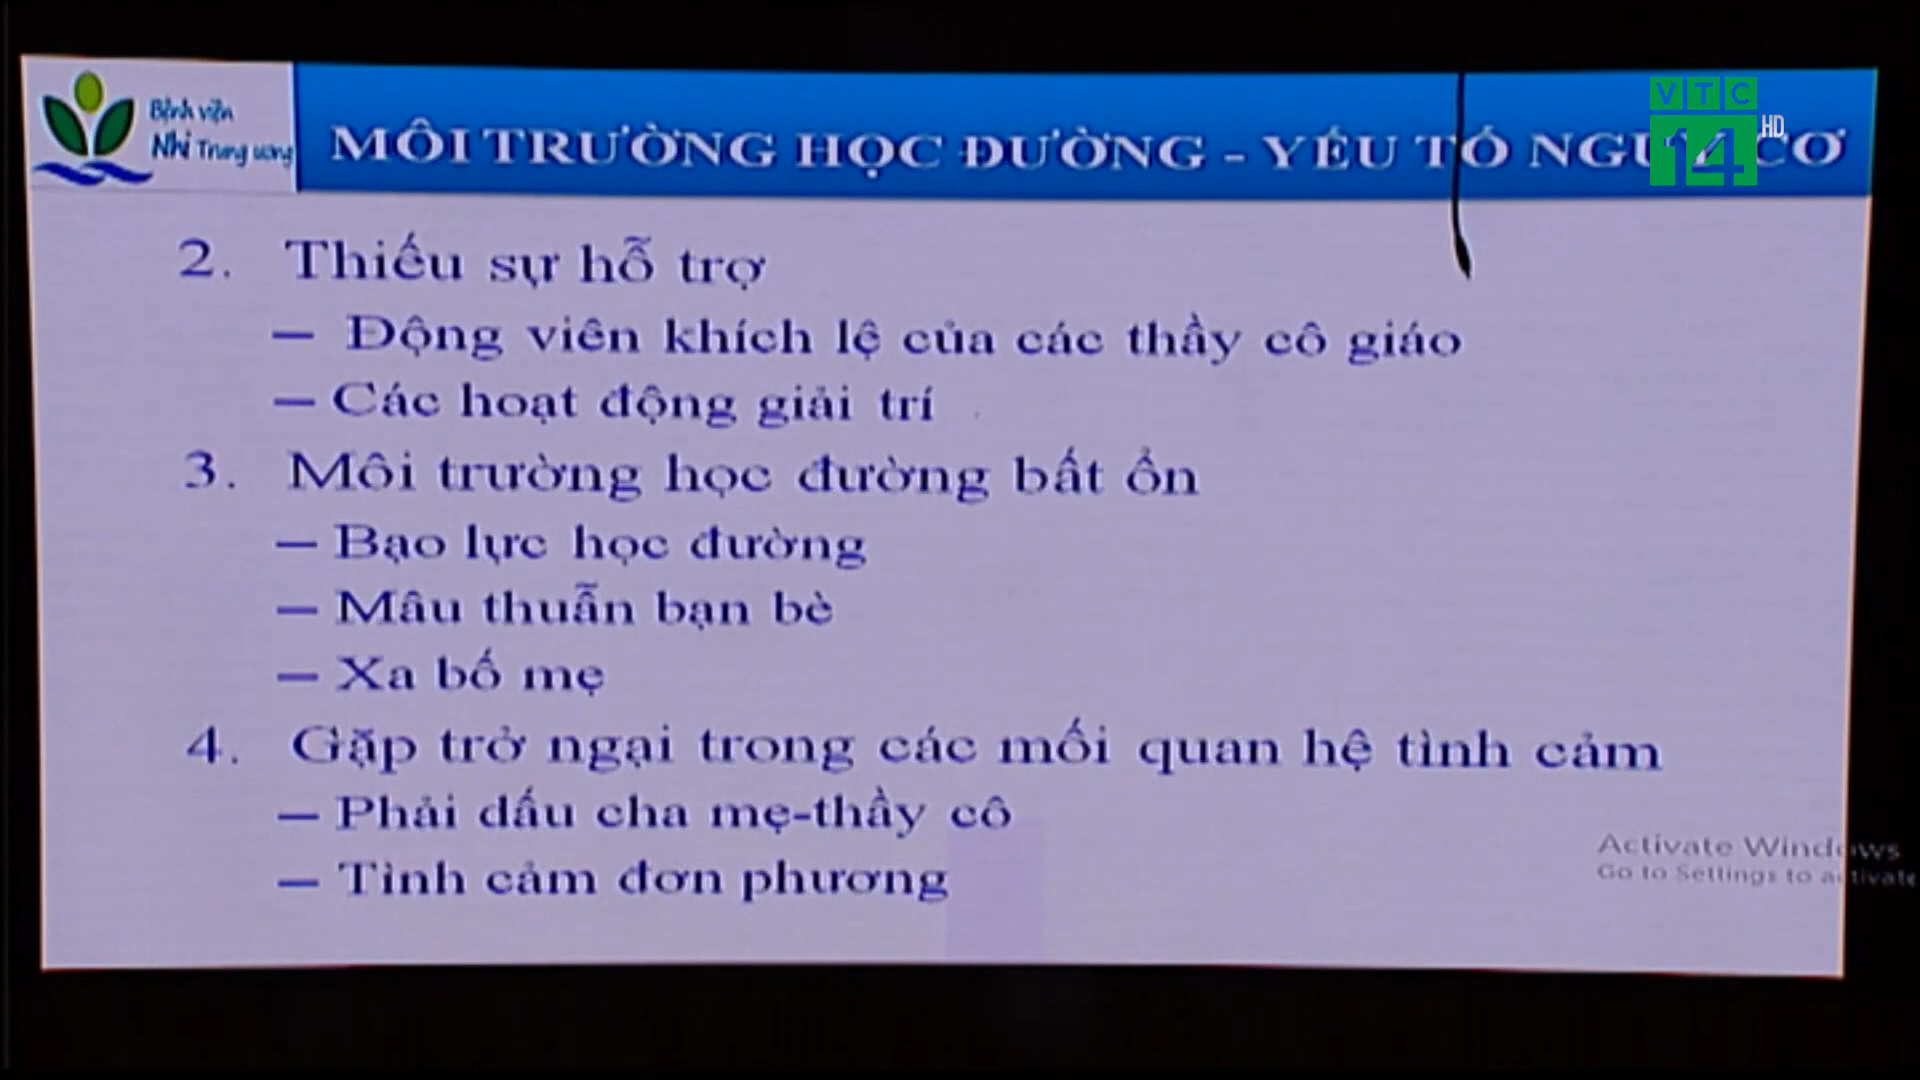 Bệnh viện
Nhi Trung ương
MÔI TRƯỜNG HỌC ĐƯỜNG - YẾU TỐ NGUY CƠ
VTC
14 HD
2. Thiếu sự hỗ trợ
— Động viên khích lệ của các thầy cô giáo
— Các hoạt động giải trí
3. Môi trường học đường bất ổn
— Bạo lực học đường
— Mâu thuẫn bạn bè
— Xa bố mẹ
4. Gặp trở ngại trong các mối quan hệ tình cảm
— Phải dấu cha mẹ-thầy cô
— Tình cảm đơn phương
Activate Windows
Go to Settings to activate